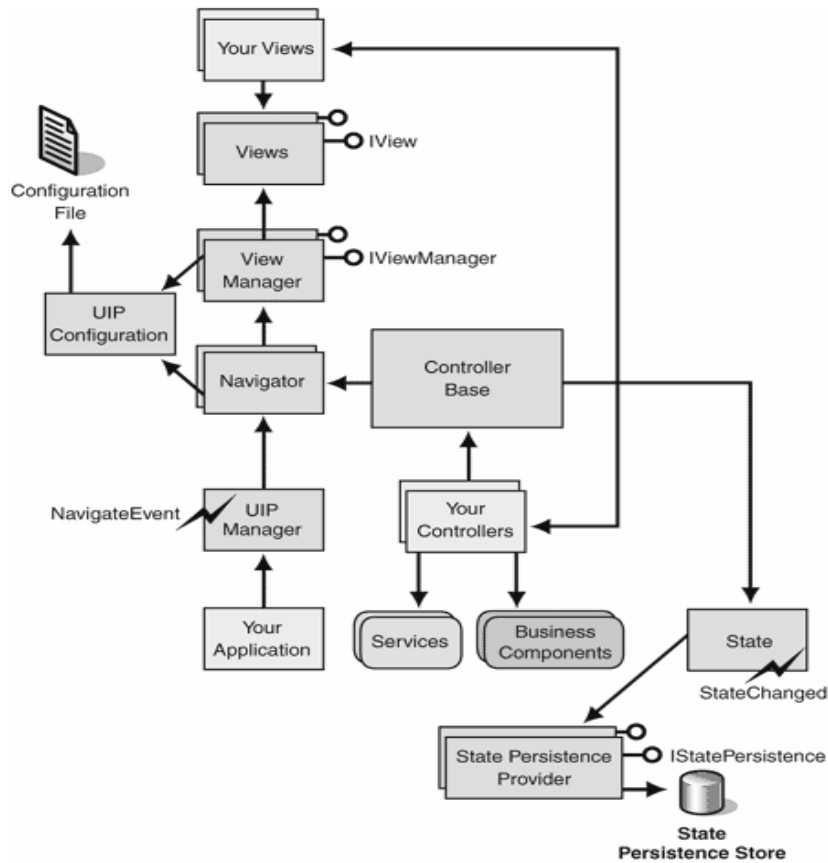 Your Views
Views
IView
Configuration
File
View
Manager
IViewManager
UIP
Configuration
Navigator
Controller
Base
NavigateEvent
UIP
Manager
Your
Controllers
Your
Application
Services
Business
Components
State
StateChanged
State Persistence
Provider
IStatePersistence
State
Persistence Store